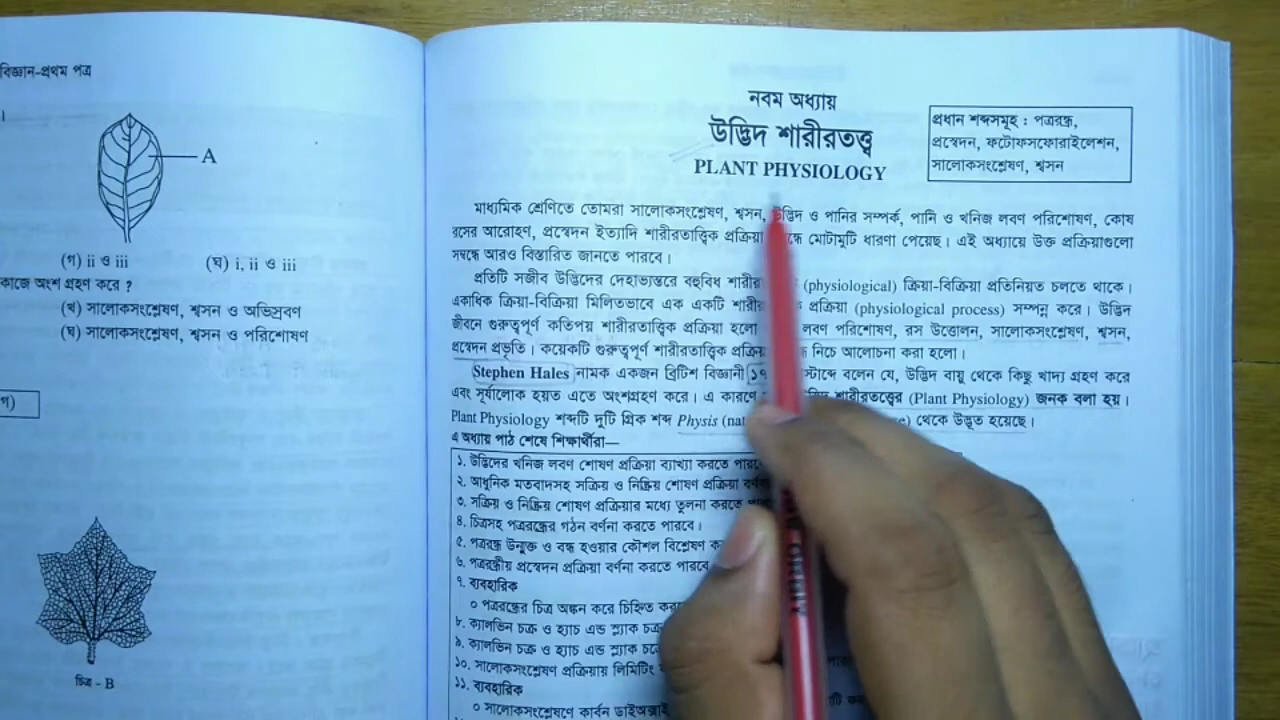 বিজ্ঞান-প্রথম পত্র
।
A
(গ) ii ও iii (ঘ) i, ii ও iii
কাজে অংশ গ্রহণ করে ?
(খ) সালোকসংশ্লেষণ, শ্বসন ও অভিস্রবণ
(ঘ) সালোকসংশ্লেষণ, শ্বসন ও পরিশোষণ
গ)
চিত্র - B
নবম অধ্যায়
উদ্ভিদ শারীরতত্ত্ব
PLANT PHYSIOLOGY
প্রধান শব্দসমূহ : পত্ররন্ধ্র,
প্রস্বেদন, ফটোফসফোরাইলেশন,
সালোকসংশ্লেষণ, শ্বসন
মাধ্যমিক শ্রেণিতে তোমরা সালোকসংশ্লেষণ, শ্বসন, উদ্ভিদ ও পানির সম্পর্ক, পানি ও খনিজ লবণ পরিশোষণ, কোষ
রসের আরোহণ, প্রস্বেদন ইত্যাদি শারীরতাত্ত্বিক প্রক্রিয়া মোটামুটি ধারণা পেয়েছ। এই অধ্যায়ে উক্ত প্রক্রিয়াগুলো
সম্বন্ধে আরও বিস্তারিত জানতে পারবে।
প্রতিটি সজীব উদ্ভিদের দেহাভ্যন্তরে বহুবিধ (physiological) ক্রিয়া-বিক্রিয়া প্রতিনিয়ত চলতে থাকে।
একাধিক ক্রিয়া-বিক্রিয়া মিলিতভাবে এক একটি প্রক্রিয়া (physiological process) সম্পন্ন করে। উদ্ভিদ
জীবনে গুরুত্বপূর্ণ কতিপয় শারীরতাত্ত্বিক প্রক্রিয়া হলো লবণ পরিশোষণ, রস উত্তোলন, সালোকসংশ্লেষণ, শ্বসন,
প্রস্বেদন প্রভৃতি। কয়েকটি গুরুত্বপূর্ণ শারীরতাত্ত্বিক নিচে আলোচনা করা হলো।
Stephen Hales নামক একজন ব্রিটিশ বিজ্ঞানী ১৭ বলেন যে, উদ্ভিদ বায়ু থেকে কিছু খাদ্য গ্রহণ করে
এবং সূর্যালোক হয়ত এতে অংশগ্রহণ করে। এ কারণে শারীরতত্ত্বের (Plant Physiology) জনক বলা হয়।
Plant Physiology শব্দটি দুটি গ্রিক শব্দ Physis থেকে উদ্ভূত হয়েছে।
এ অধ্যায় পাঠ শেষে শিক্ষার্থীরা—
১. উদ্ভিদের খনিজ লবণ শোষণ প্রক্রিয়া ব্যাখ্যা করতে
২. আধুনিক মতবাদসহ সক্রিয় ও নিষ্ক্রিয় শোষণ প্রক্রিয়া
৩. সক্রিয় ও নিষ্ক্রিয় শোষণ প্রক্রিয়ার মধ্যে তুলনা করতে
৪. চিত্রসহ পত্ররন্ধ্রের গঠন বর্ণনা করতে পারবে।
৫. পত্ররন্ধ্র উন্মুক্ত ও বন্ধ হওয়ার কৌশল বিশ্লেষণ
৬. পত্ররন্ধ্রীয় প্রস্বেদন প্রক্রিয়া বর্ণনা করতে পারবে
৭. ব্যবহারিক
০ পত্ররন্ধ্রের চিত্র অঙ্কন করে চিহ্নিত
৮. ক্যালভিন চক্র ও হ্যাচ এন্ড স্ল্যাক
৯. ক্যালভিন চক্র ও হ্যাচ এন্ড স্ল্যাক
১০. সালোকসংশ্লেষণ প্রক্রিয়ায় লিমিটিং
১১. ব্যবহারিক
০ সালোকসংশ্লেষণে কার্বন